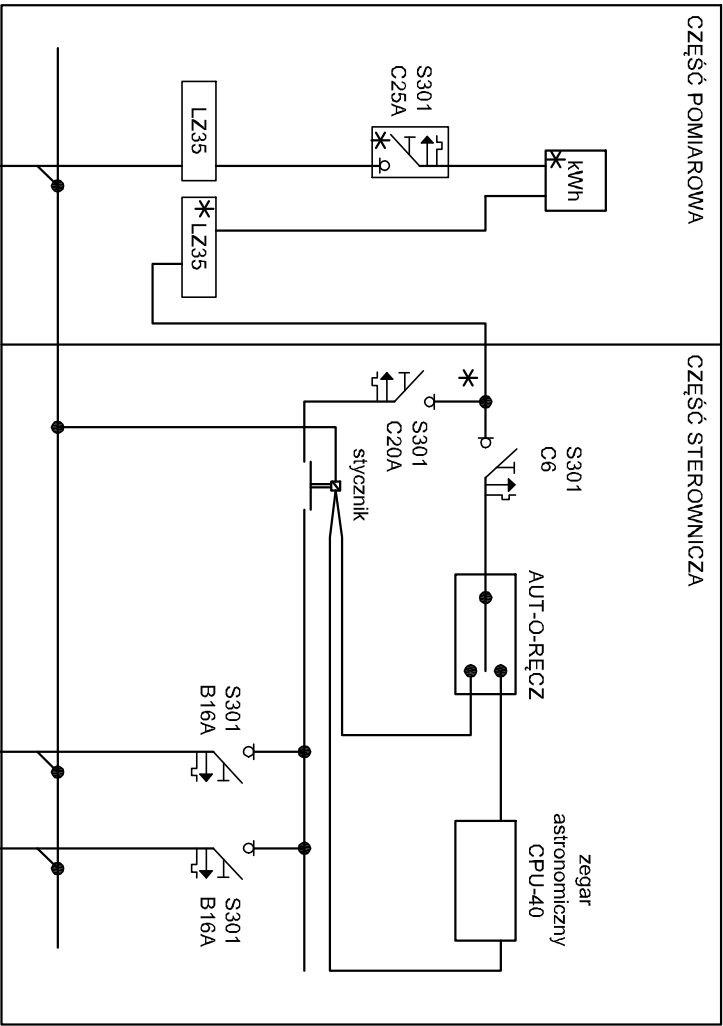 CZĘŚĆ POMIAROWA
kWh
S301
C25A
LZ35
LZ35
CZĘŚĆ STEROWNICZA
S301
C6
S301
C20A
stycznik
AUT-O-RĘCZ
zegar
astronomiczny
CPU-40
S301
B16A
S301
B16A